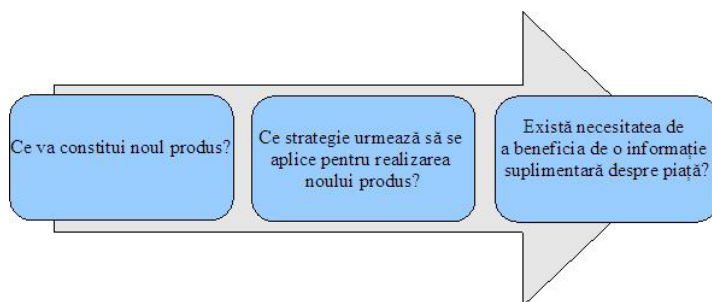 Ce va constitui noul produs?
Ce strategie urmează să se
aplice pentru realizarea
noului produs?
Există necesitatea de
a beneficia de o informație
suplimentară despre piață?